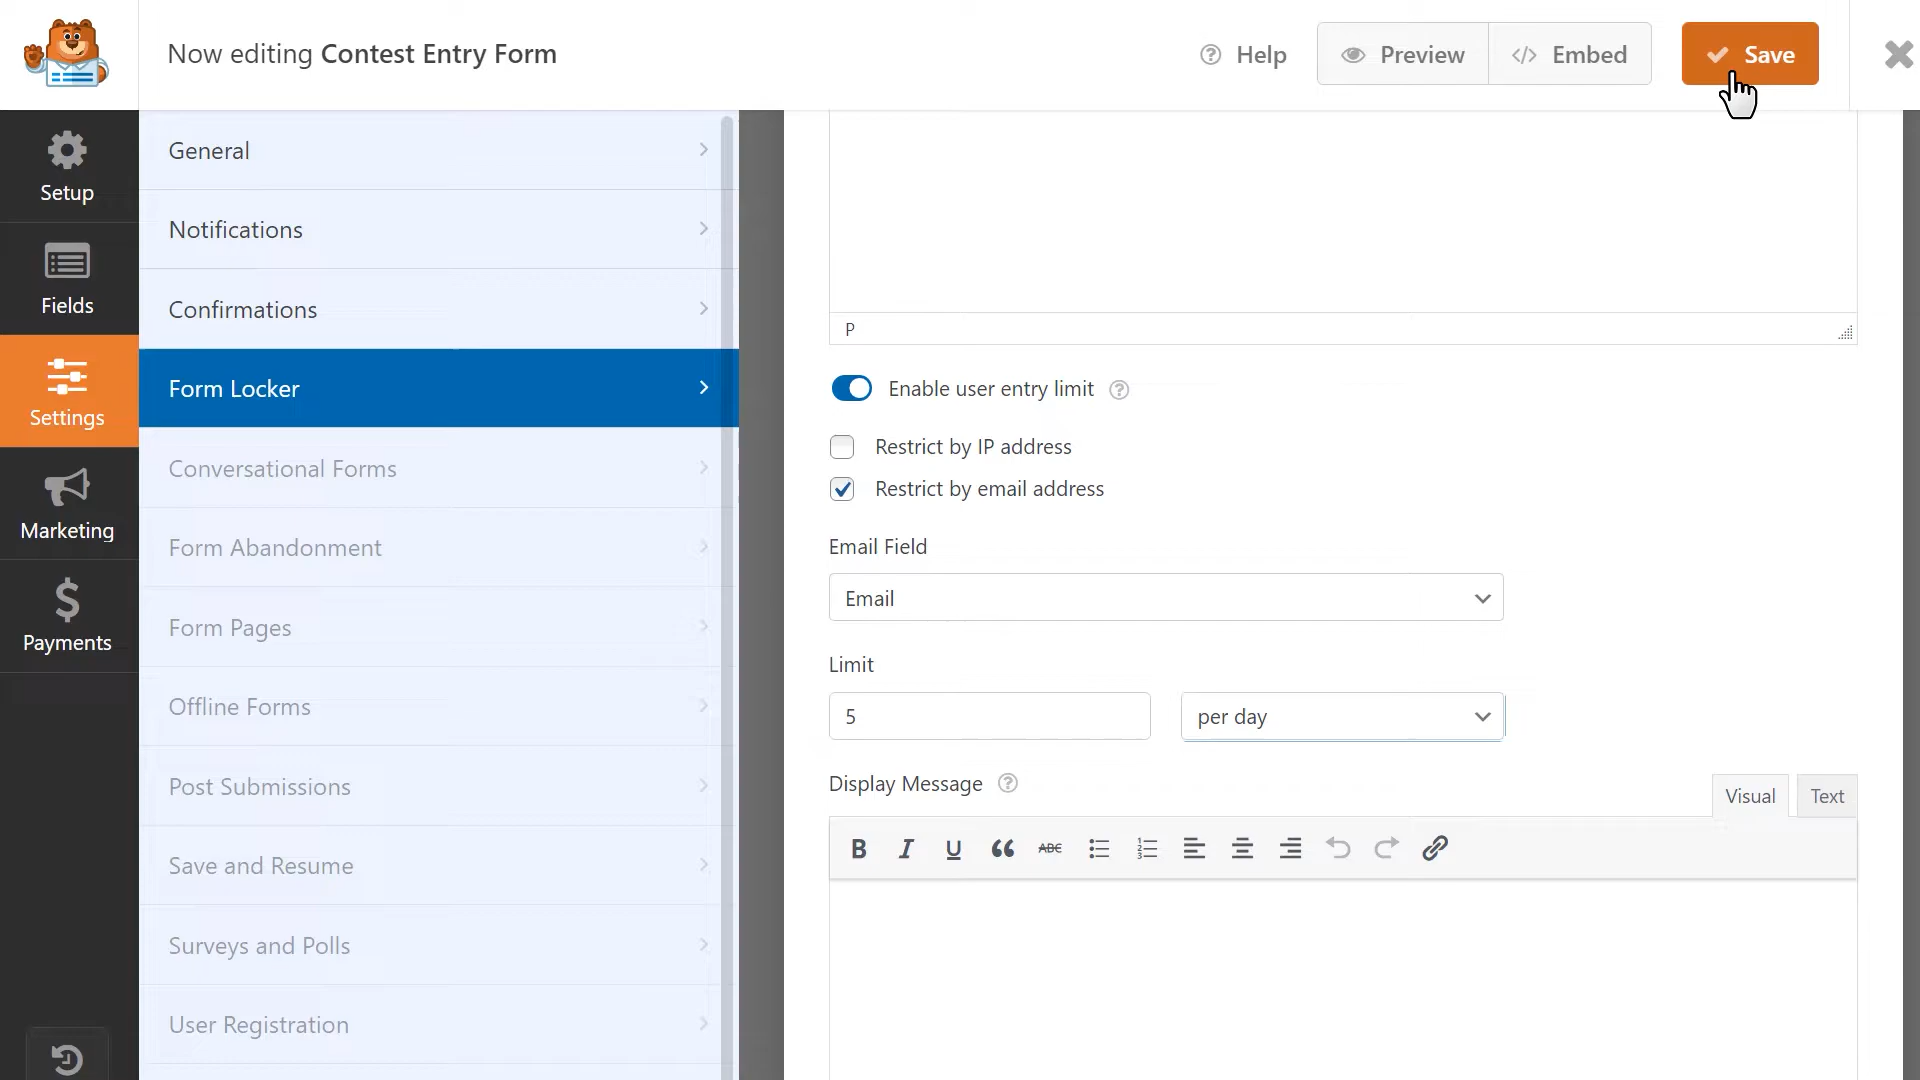 Now editing Contest Entry Form
Help
Preview
Embed
Save
Setup
Fields
Settings
Marketing
Payments
General
Notifications
Confirmations
Form Locker
Conversational Forms
Form Abandonment
Form Pages
Offline Forms
Post Submissions
Save and Resume
Surveys and Polls
User Registration
P
Enable user entry limit
Restrict by IP address
Restrict by email address
Email Field
Email
Limit
5
per day
Display Message
Visual
Text
B I U ABC